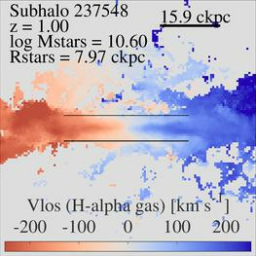 Subhalo 237548
15.9 ckpc
z = 1.00
log Mstars = 10.60
Rstars = 7.97 ckpc
Vlos (H-alpha gas) [km s⁻¹]
-200 -100 0 100 200